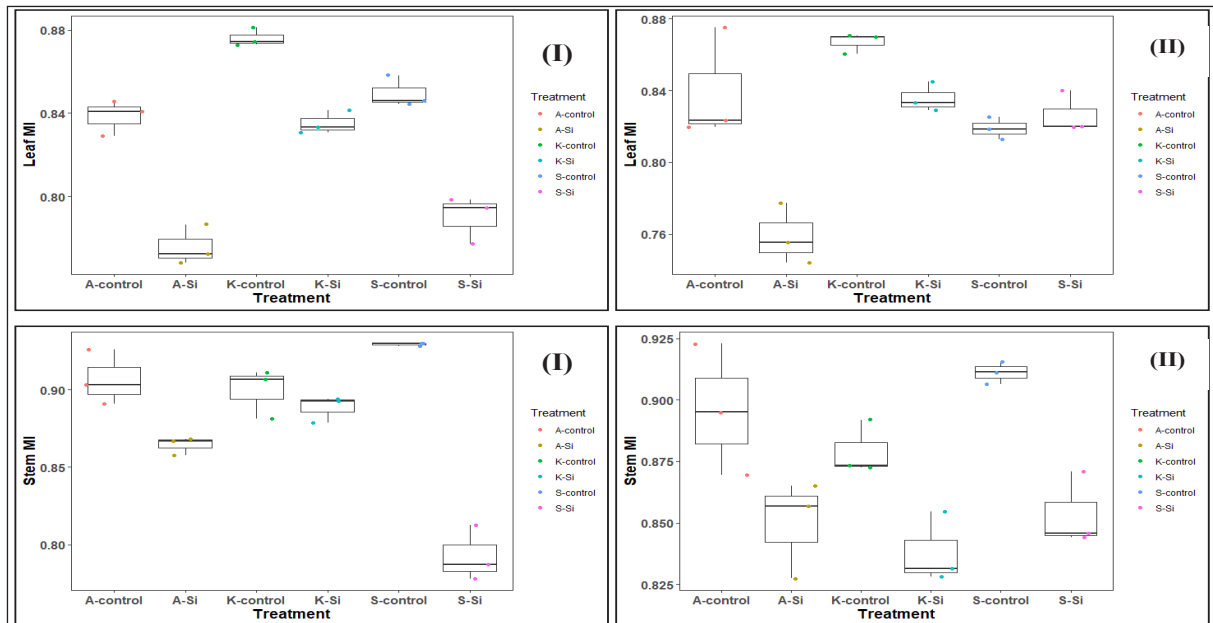 (I)
Leaf MI
0.88
0.84
0.80
A-control A-Si K-control K-Si S-control S-Si
Treatment
Treatment
A-control
A-Si
K-control
K-Si
S-control
S-Si
(II)
Leaf MI
0.88
0.84
0.80
0.76
A-control A-Si K-control K-Si S-control S-Si
Treatment
Treatment
A-control
A-Si
K-control
K-Si
S-control
S-Si
(I)
Stem MI
0.90
0.85
0.80
A-control A-Si K-control K-Si S-control S-Si
Treatment
Treatment
A-control
A-Si
K-control
K-Si
S-control
S-Si
(II)
Stem MI
0.925
0.900
0.875
0.850
0.825
A-control A-Si K-control K-Si S-control S-Si
Treatment
Treatment
A-control
A-Si
K-control
K-Si
S-control
S-Si